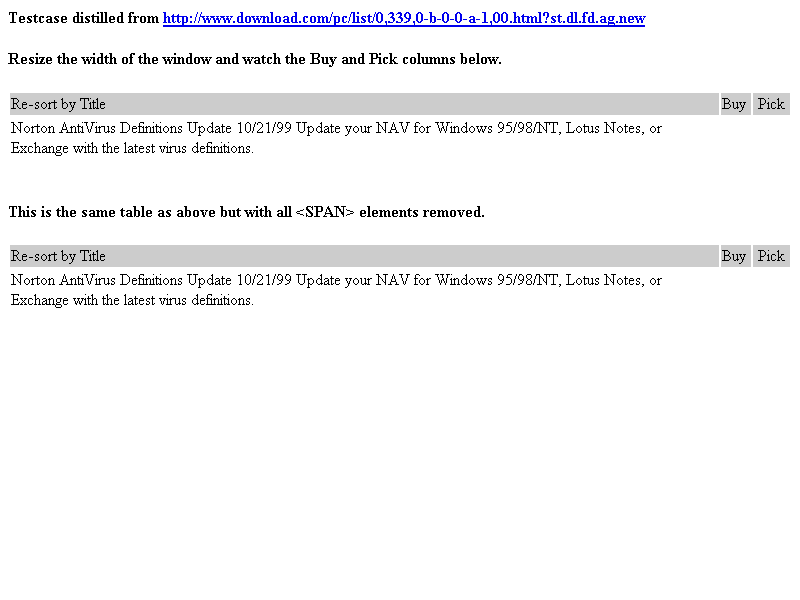 Testcase distilled from http://www.download.com/pc/list/0,339,0-b-0-0-a-1,00.html?st.dl.fd.ag.new
Resize the width of the window and watch the Buy and Pick columns below.
Re-sort by Title Buy Pick
Norton AntiVirus Definitions Update 10/21/99 Update your NAV for Windows 95/98/NT, Lotus Notes, or
Exchange with the latest virus definitions.
This is the same table as above but with all <SPAN> elements removed.
Re-sort by Title Buy Pick
Norton AntiVirus Definitions Update 10/21/99 Update your NAV for Windows 95/98/NT, Lotus Notes, or
Exchange with the latest virus definitions.